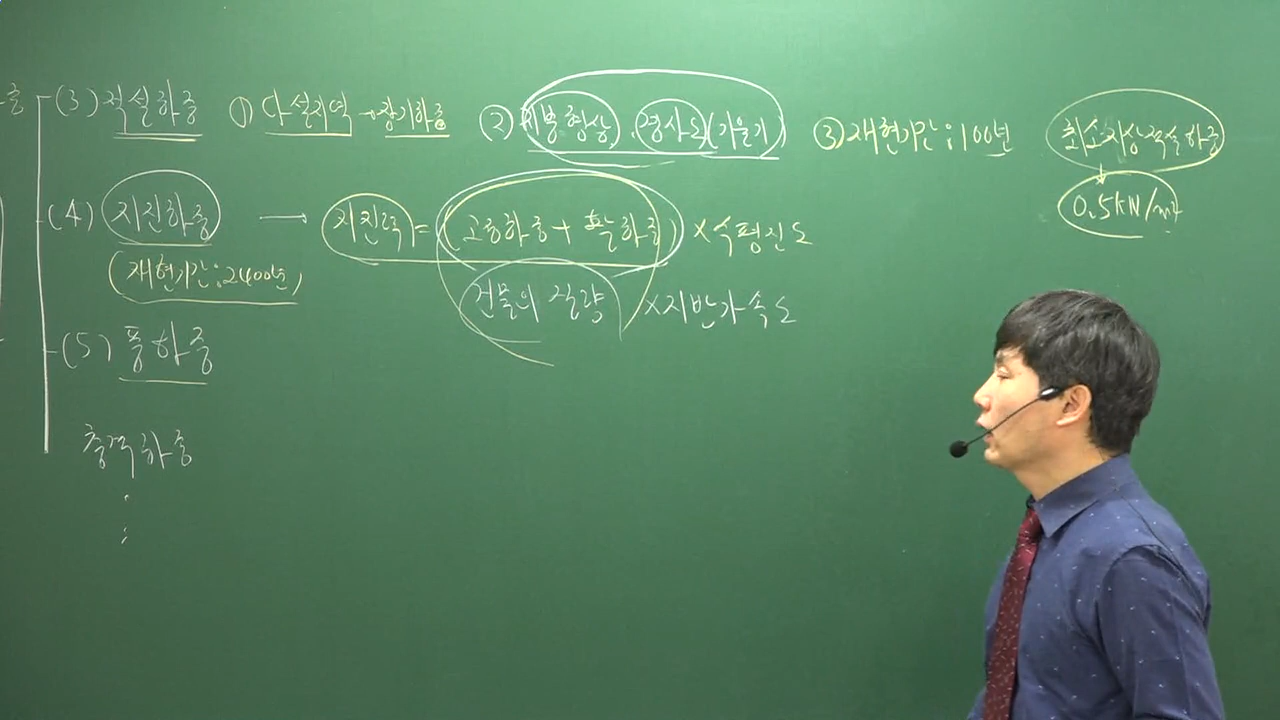 중
(3) 적설하중 ① 다설지역 → 장기하중 ② 지붕형상, 경사도(기울기) ③ 재현기간 : 100년 최소지상적설하중
↓
0.5kN/m²
(4) 지진하중 → 지진력 = (고정하중 + 활하중) × 수평진도
(재현기간 : 2400년)
건물의 질량 × 지반가속도
(5) 풍하중
충격하중